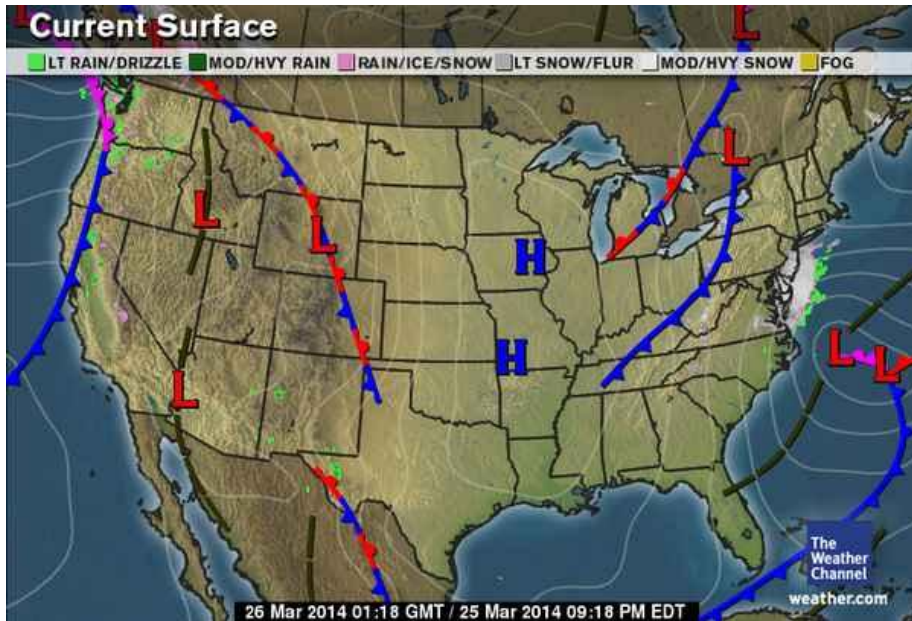 Current Surface
LT RAIN/DRIZZLE MOD/HVY RAIN RAIN/ICE/SNOW LT SNOW/FLUR MOD/HVY SNOW FOG
L
L
L
L
L
H
L
H
L
L
L
The
Weather
Channel
weather.com
26 Mar 2014 01:18 GMT / 25 Mar 2014 09:18 PM EDT